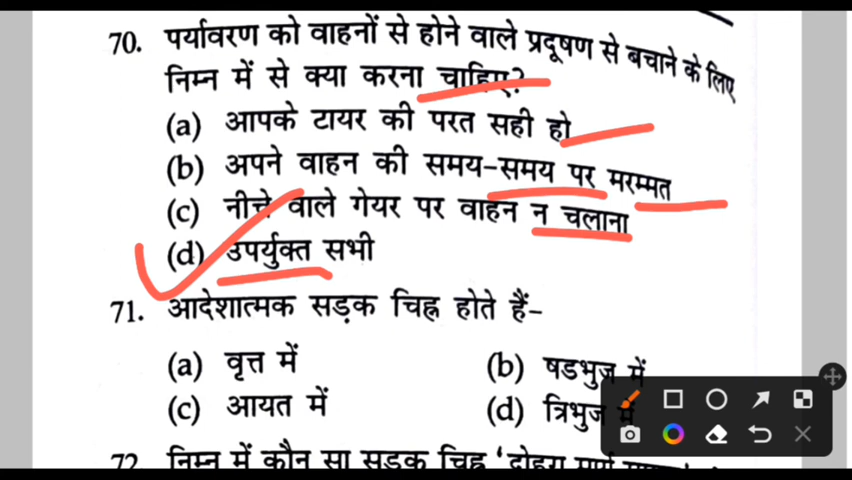 70. पर्यावरण को वाहनों से होने वाले प्रदूषण से बचाने के लिए
निम्न में से क्या करना चाहिए?
(a) आपके टायर की परत सही हो
(b) अपने वाहन की समय-समय पर मरम्मत
(c) नीचे वाले गेयर पर वाहन न चलाना
(d) उपर्युक्त सभी
71. आदेशात्मक सड़क चिह्न होते हैं-
(a) वृत्त में (b) षडभुज में
(c) आयत में (d) त्रिभुज में
72. निम्न में कौन सा सड़क चिह्न